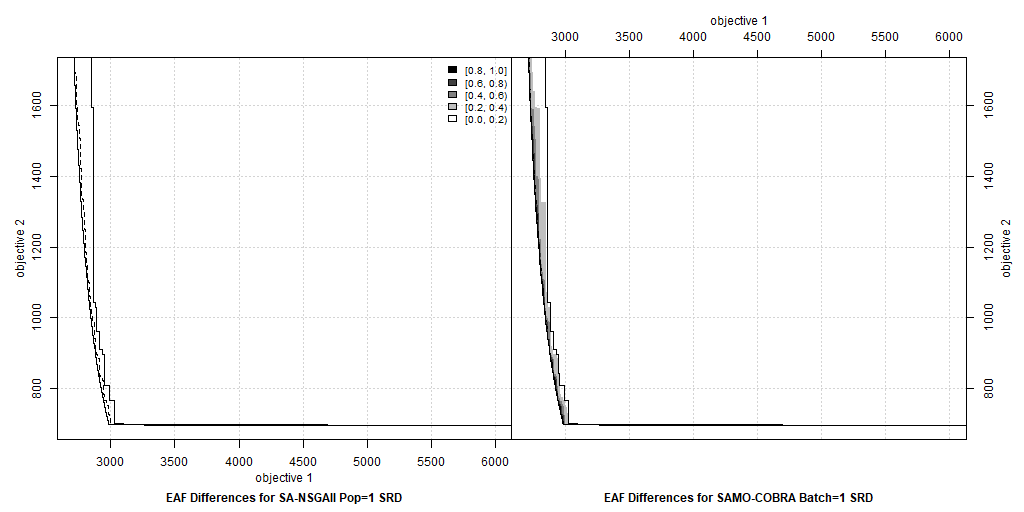 objective 1
3000 3500 4000 4500 5000 5500 6000
[0.8, 1.0]
[0.6, 0.8)
[0.4, 0.6)
[0.2, 0.4)
[0.0, 0.2)
1600
1400
1200
1000
800
objective 2
1600
1400
1200
1000
800
objective 2
3000 3500 4000 4500 5000 5500 6000
objective 1
EAF Differences for SA-NSGAII Pop=1 SRD
EAF Differences for SAMO-COBRA Batch=1 SRD